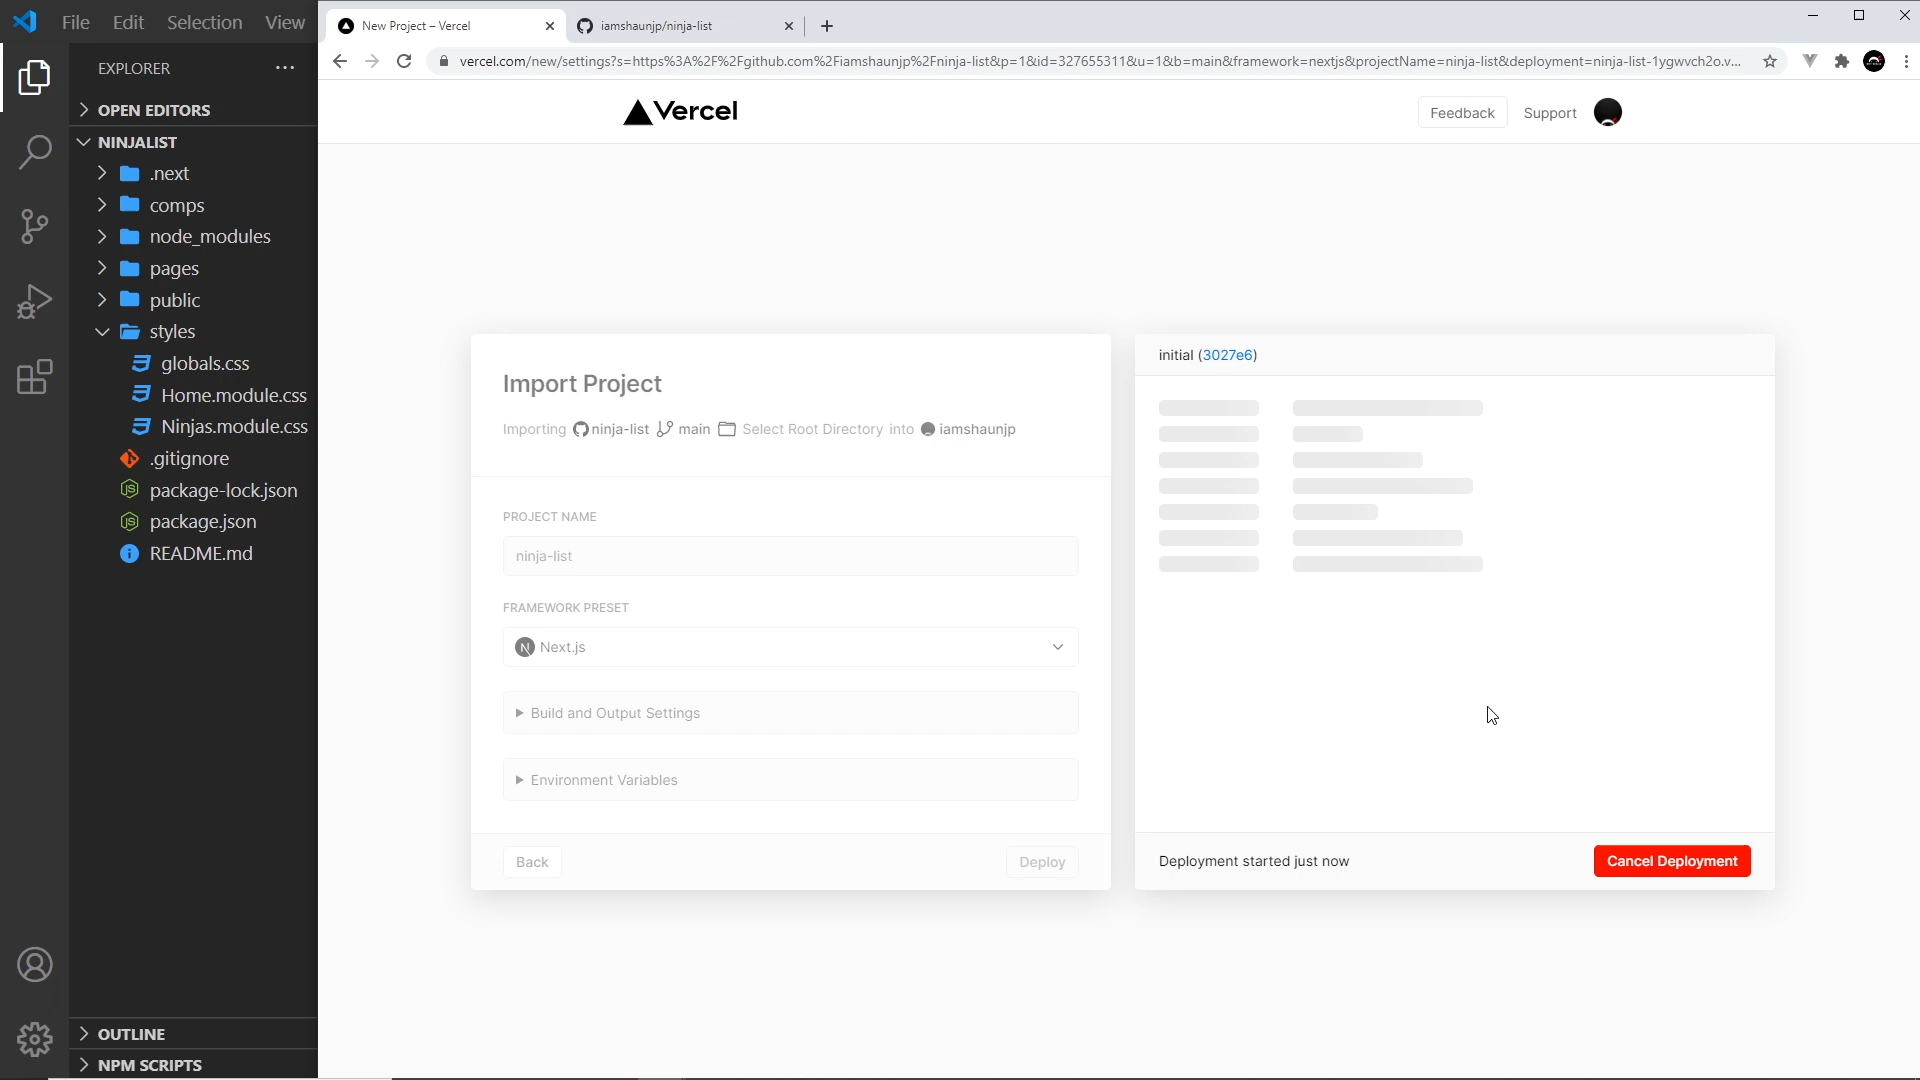 File Edit Selection View
EXPLORER
OPEN EDITORS
NINJALIST
.next
comps
node_modules
pages
public
styles
globals.css
Home.module.css
Ninjas.module.css
.gitignore
package-lock.json
package.json
README.md
OUTLINE
NPM SCRIPTS
New Project – Vercel
iamshaunjp/ninja-list
vercel.com/new/settings?s=https%3A%2F%2Fgithub.com%2Fiamshaunjp%2Fninja-list&p=1&id=327655311&u=1&b=main&framework=nextjs&projectName=ninja-list&deployment=ninja-list-1ygwvch2o.v...
Vercel
Feedback Support
Import Project
Importing ninja-list main Select Root Directory into iamshaunjp
PROJECT NAME
ninja-list
FRAMEWORK PRESET
N Next.js
Build and Output Settings
Environment Variables
Back Deploy
initial (3027e6)
Deployment started just now Cancel Deployment